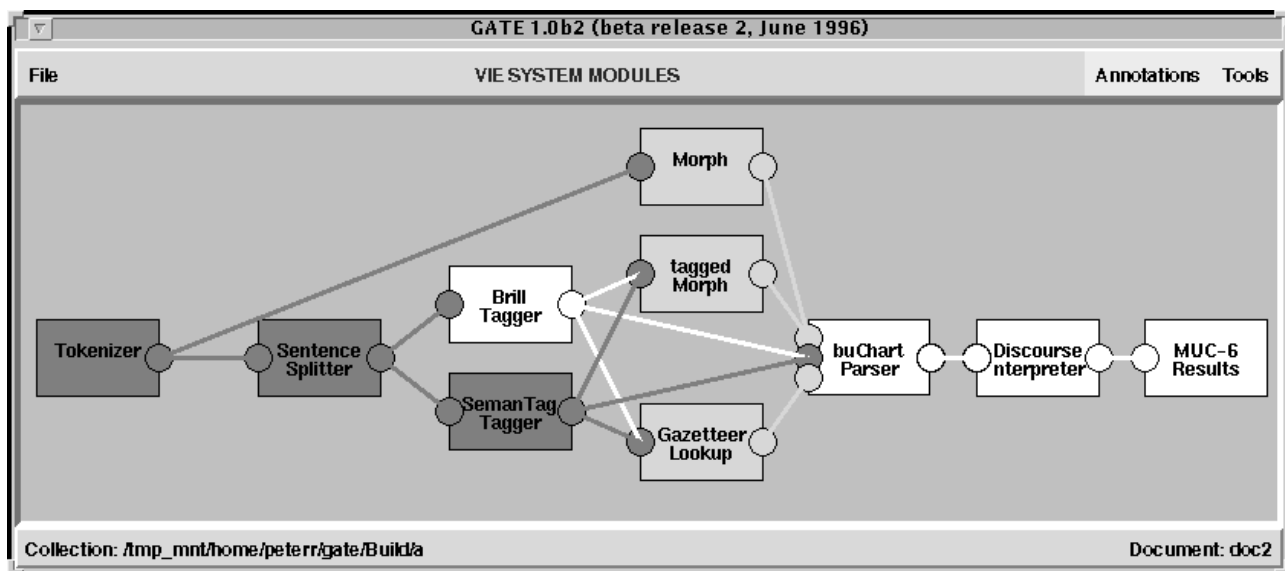 GATE 1.0b2 (beta release 2, June 1996)
File VIE SYSTEM MODULES Annotations Tools
Morph
tagged
Morph
Brill
Tagger
Tokenizer
Sentence
Splitter
SemanTag
Tagger
Gazetteer
Lookup
buChart
Parser
Discourse
nterpreter
MUC-6
Results
Collection: /tmp_mnt/home/peterr/gate/Build/a Document: doc2